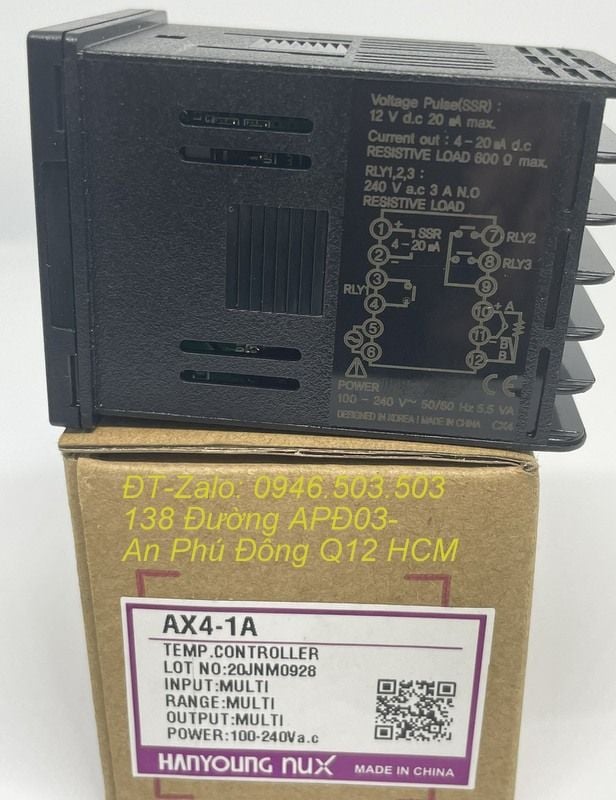 Voltage Pulse(SSR) :
12 V d.c 20 mA max.
Current out : 4-20 mA d.c
RESISTIVE LOAD 600 Ω max.
RLY1,2,3 :
240 V a.c 3 A N.O
RESISTIVE LOAD
1 + SSR 7 RLY2
4-20 mA
2 - 8 RLY3
3 9
RLY1
4 10 + A
5 11 - B
6 12 B
POWER
100 - 240 V~ 50/60 Hz 5.5 VA
DESIGNED IN KOREA | MADE IN CHINA CX4
CE
ĐT-Zalo: 0946.503.503
138 Đường APĐ03-
An Phú Đông Q12 HCM
AX4-1A
TEMP.CONTROLLER
LOT NO:20JNM0928
INPUT:MULTI
RANGE:MULTI
OUTPUT:MULTI
POWER:100-240Va.c
HANYOUNG nux MADE IN CHINA